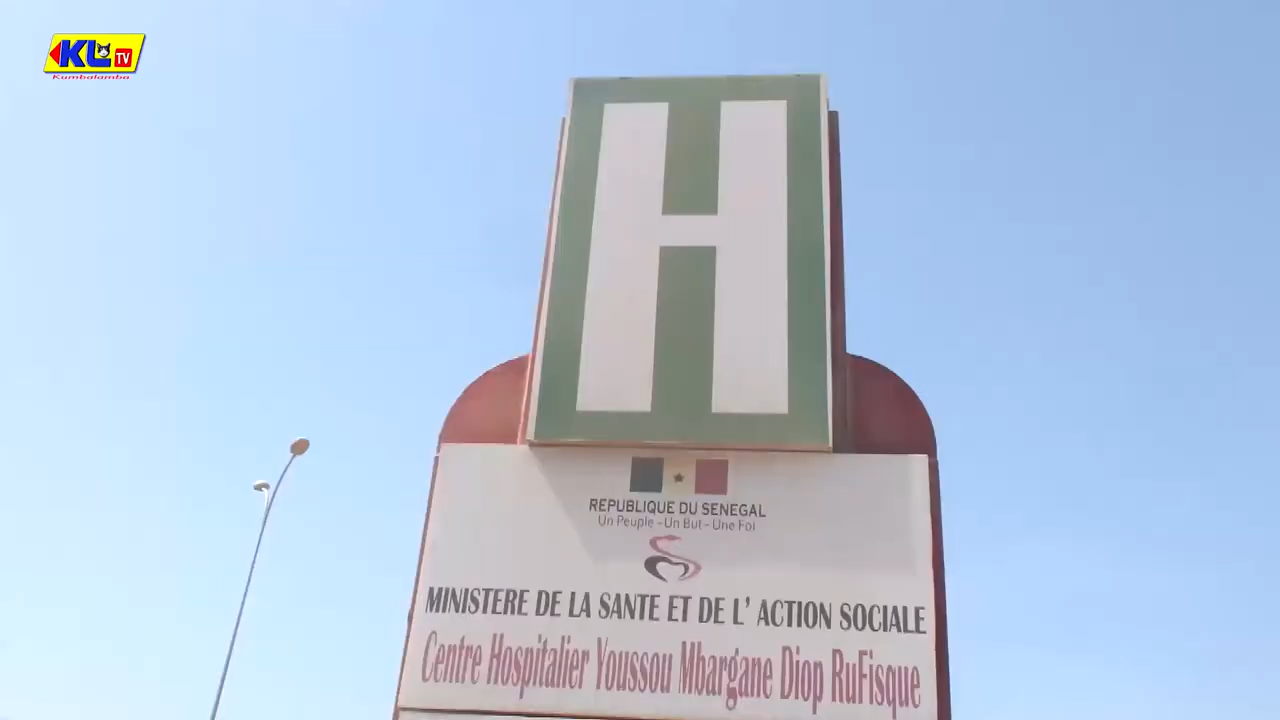 KL TV
Kumbalamba
H
REPUBLIQUE DU SENEGAL
Un Peuple - Un But - Une Foi
MINISTERE DE LA SANTE ET DE L' ACTION SOCIALE
Centre Hospitalier Youssou Mbargane Diop RuFisque